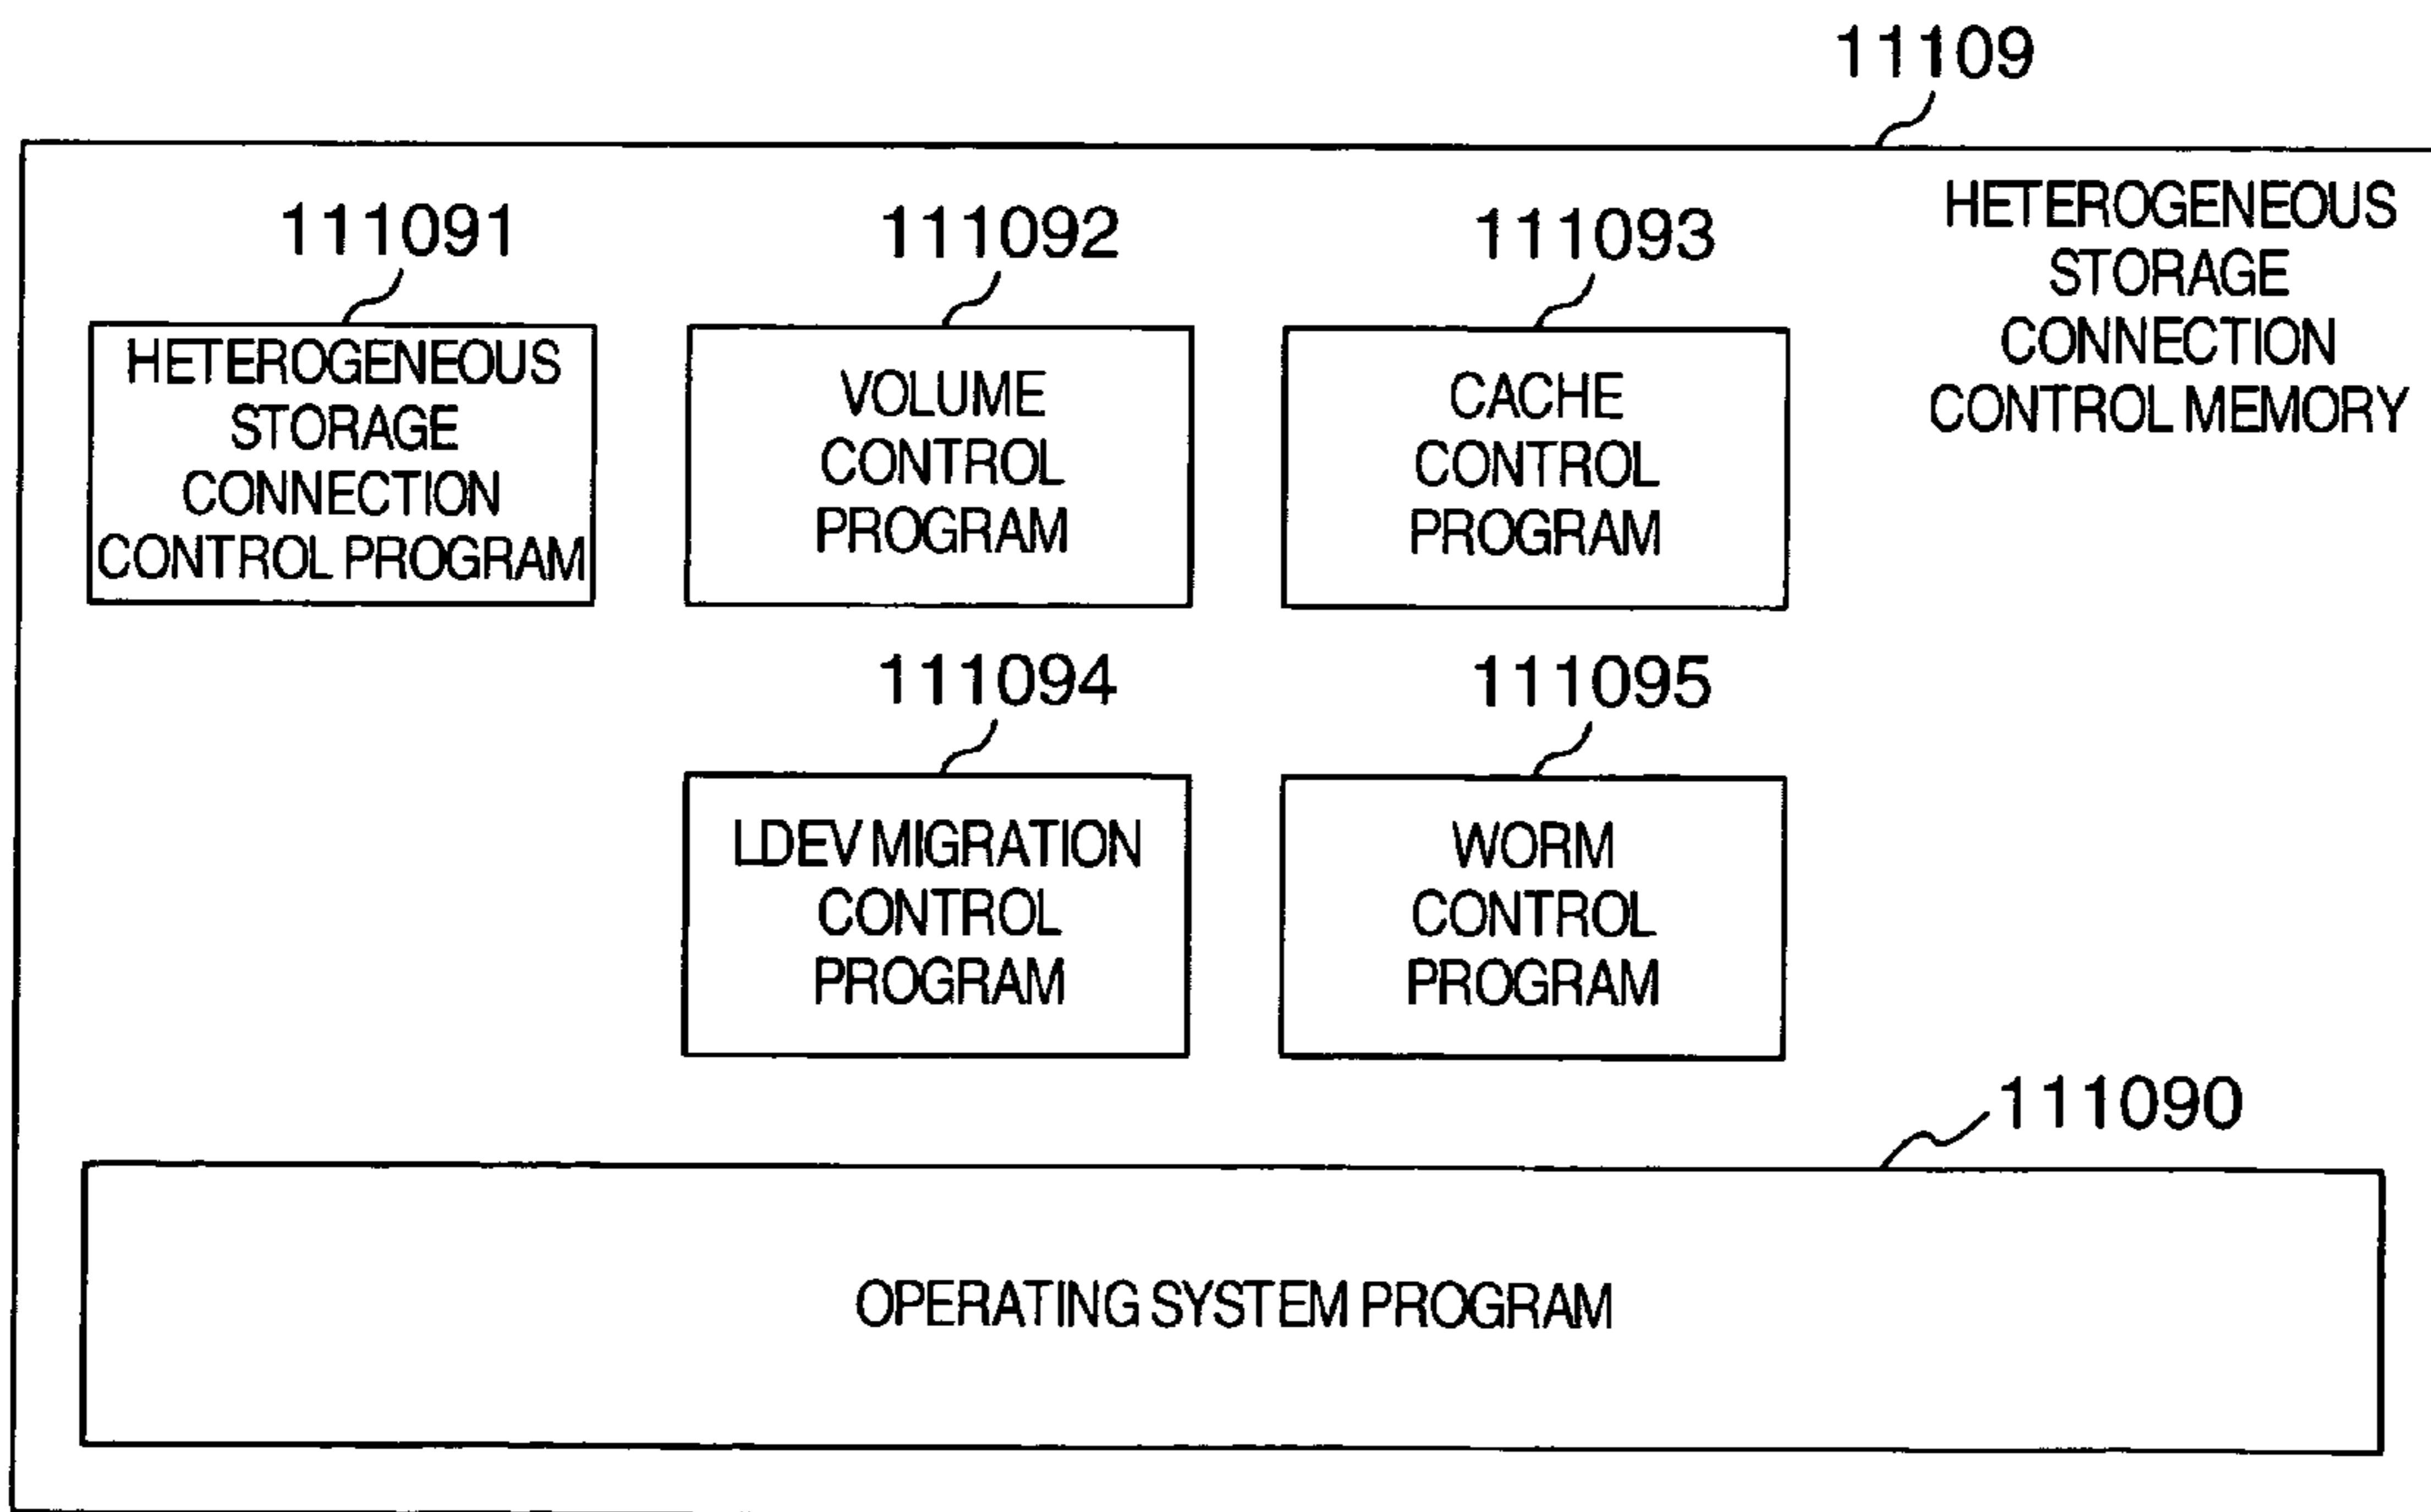 11109
HETEROGENEOUS
STORAGE
CONNECTION
CONTROL MEMORY
111091
HETEROGENEOUS
STORAGE
CONNECTION
CONTROL PROGRAM
111092
VOLUME
CONTROL
PROGRAM
111093
CACHE
CONTROL
PROGRAM
111094
LDEV MIGRATION
CONTROL
PROGRAM
111095
WORM
CONTROL
PROGRAM
111090
OPERATING SYSTEM PROGRAM